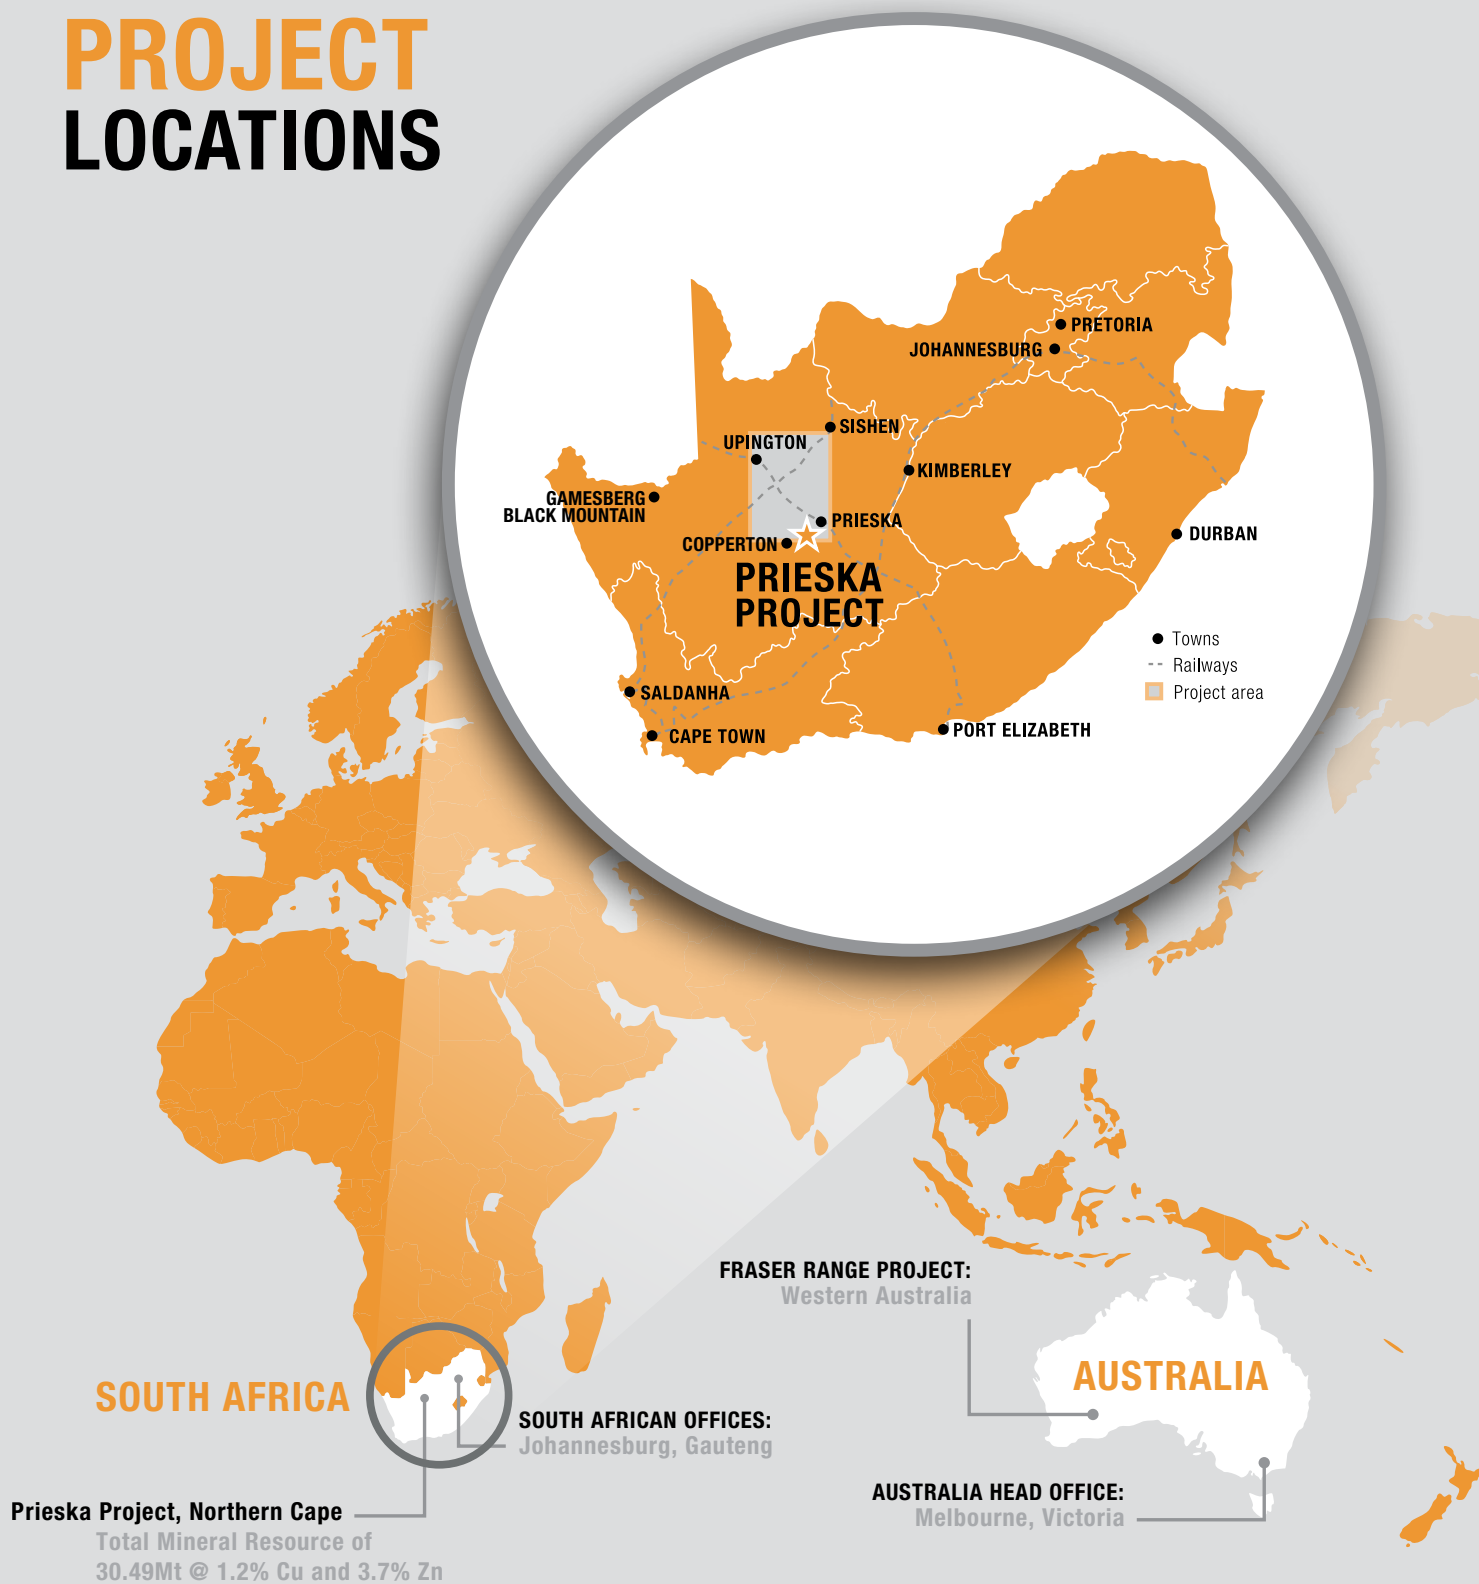 PROJECT
LOCATIONS
PRETORIA
JOHANNESBURG
SISHEN
UPINGTON
KIMBERLEY
GAMESBERG
BLACK MOUNTAIN
PRIESKA
COPPERTON
DURBAN
PRIESKA
PROJECT
Towns
Railways
Project area
SALDANHA
CAPE TOWN
PORT ELIZABETH
FRASER RANGE PROJECT:
Western Australia
AUSTRALIA
SOUTH AFRICA
SOUTH AFRICAN OFFICES:
Johannesburg, Gauteng
AUSTRALIA HEAD OFFICE:
Melbourne, Victoria
Prieska Project, Northern Cape
Total Mineral Resource of
30.49Mt @ 1.2% Cu and 3.7% Zn